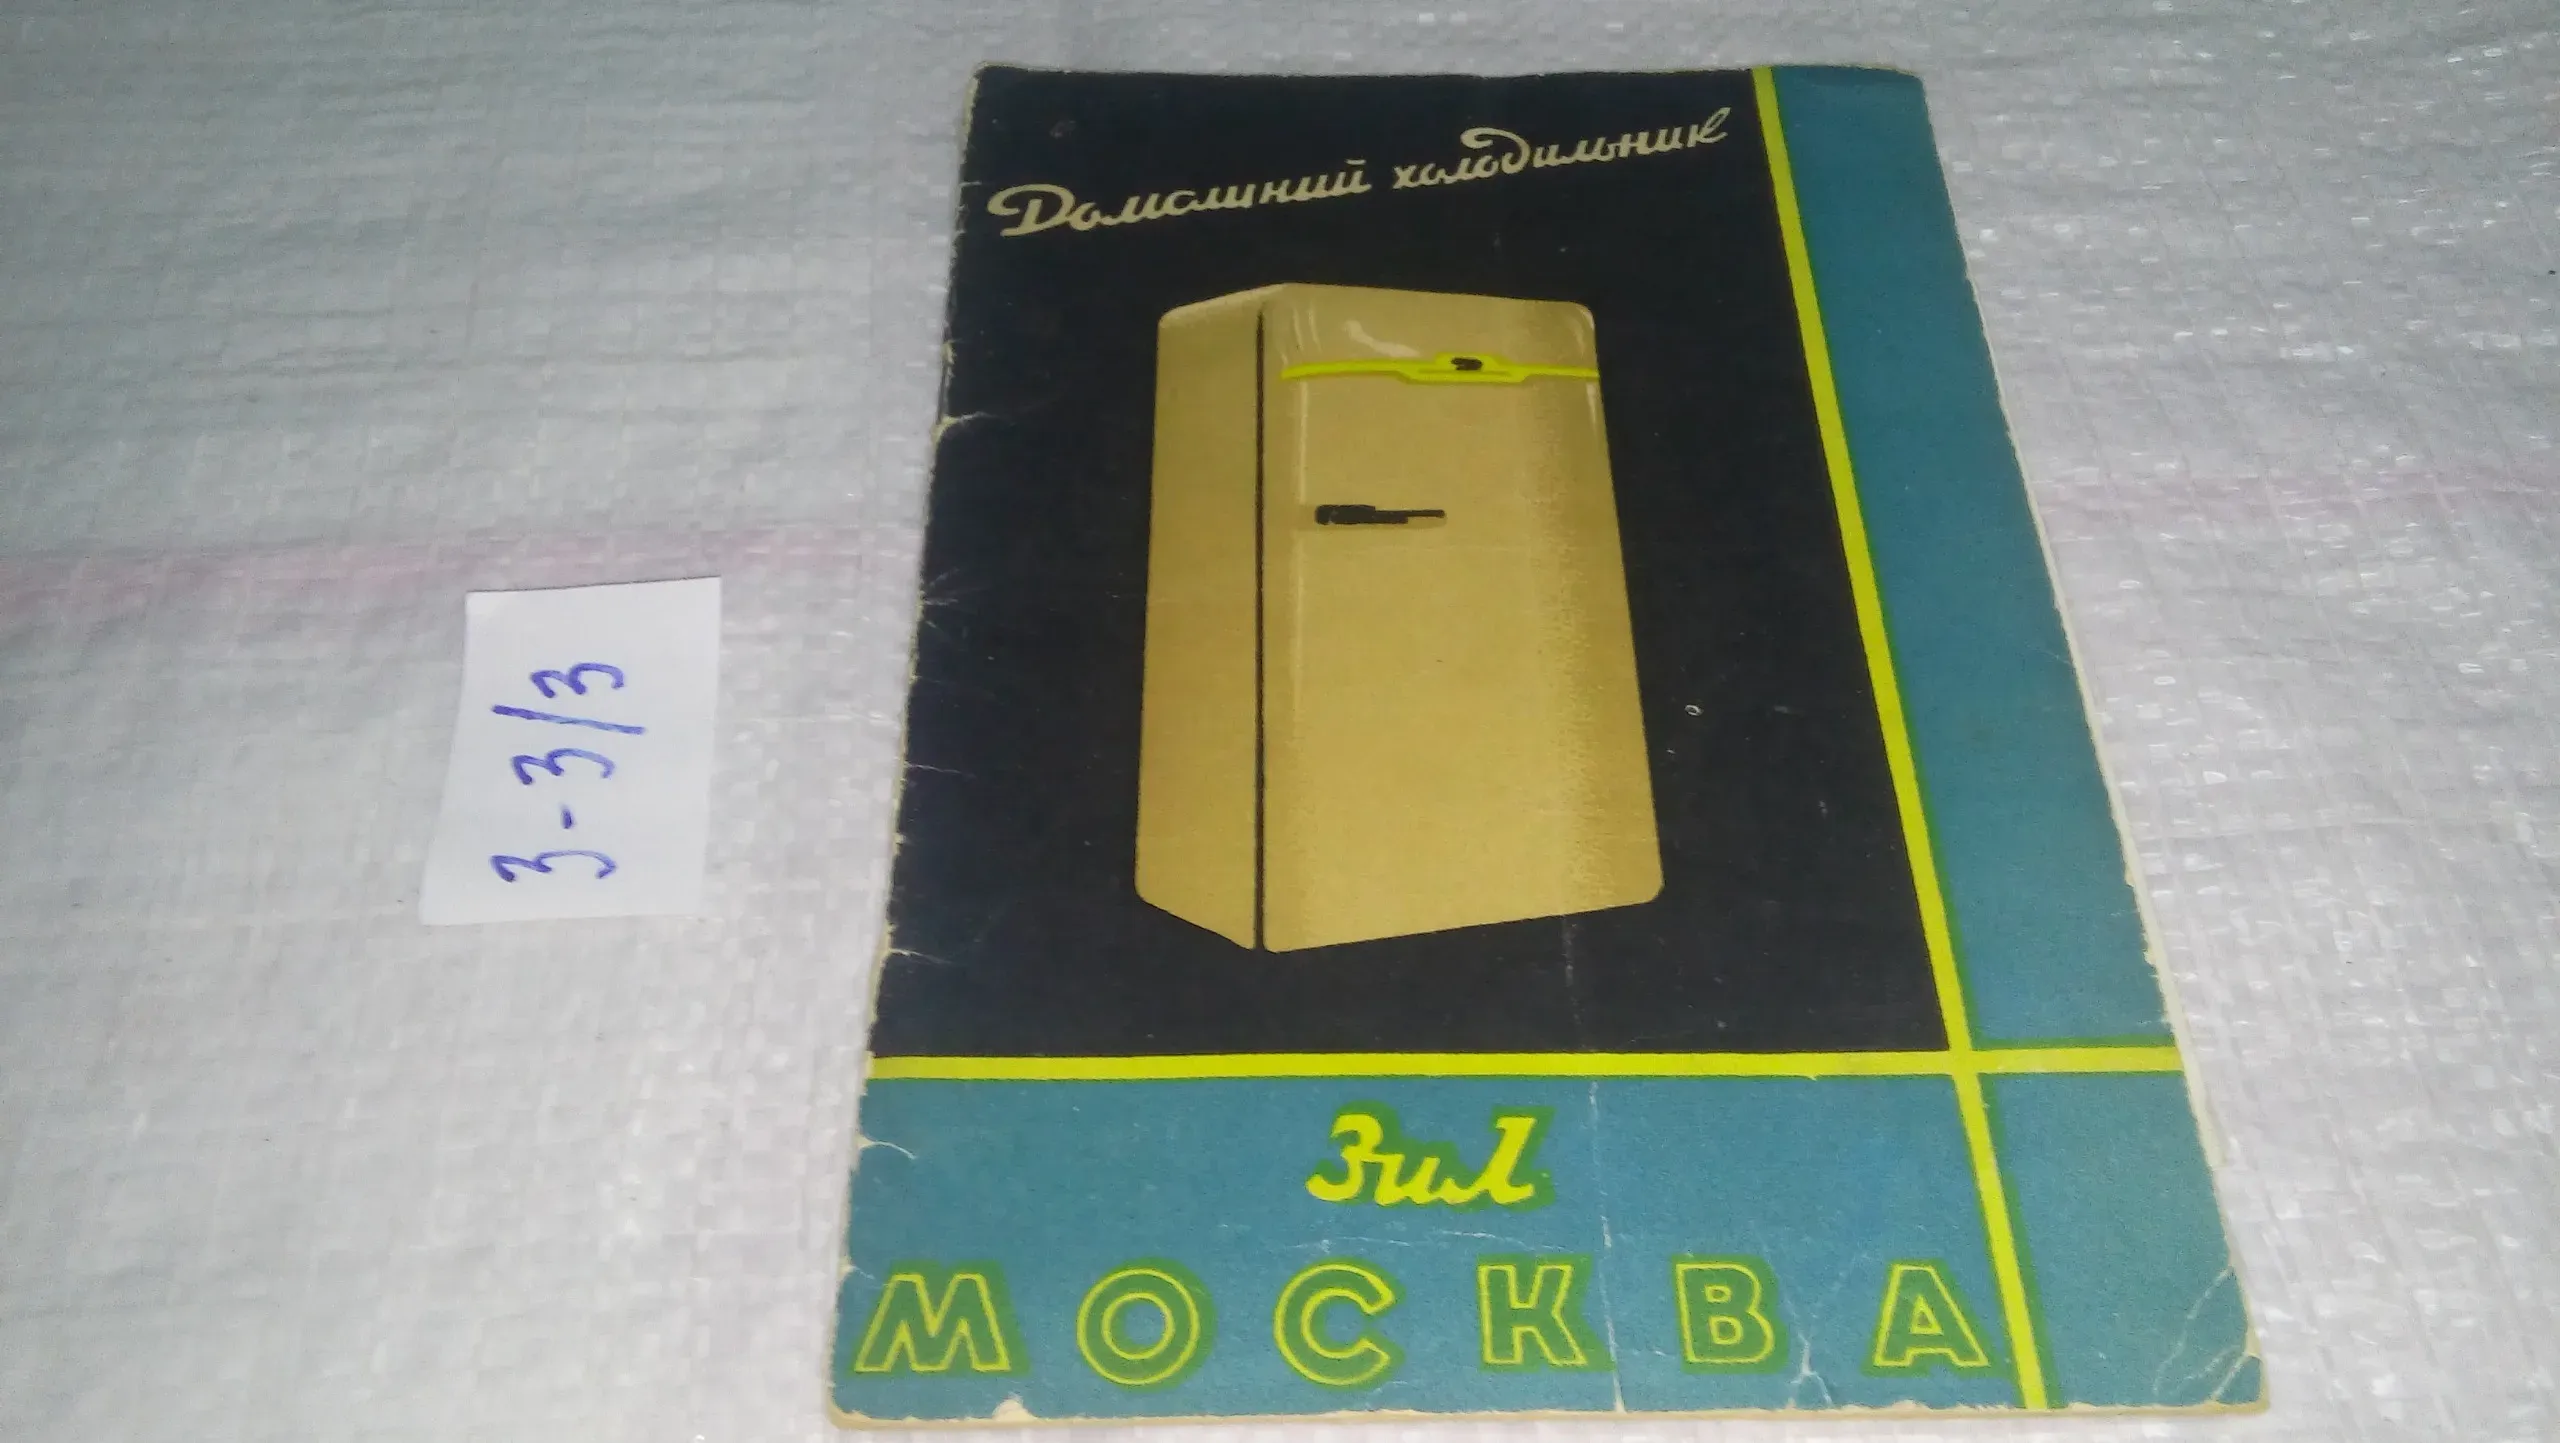 Домашний холодильник
ЗиЛ
МОСКВА
3-3/3